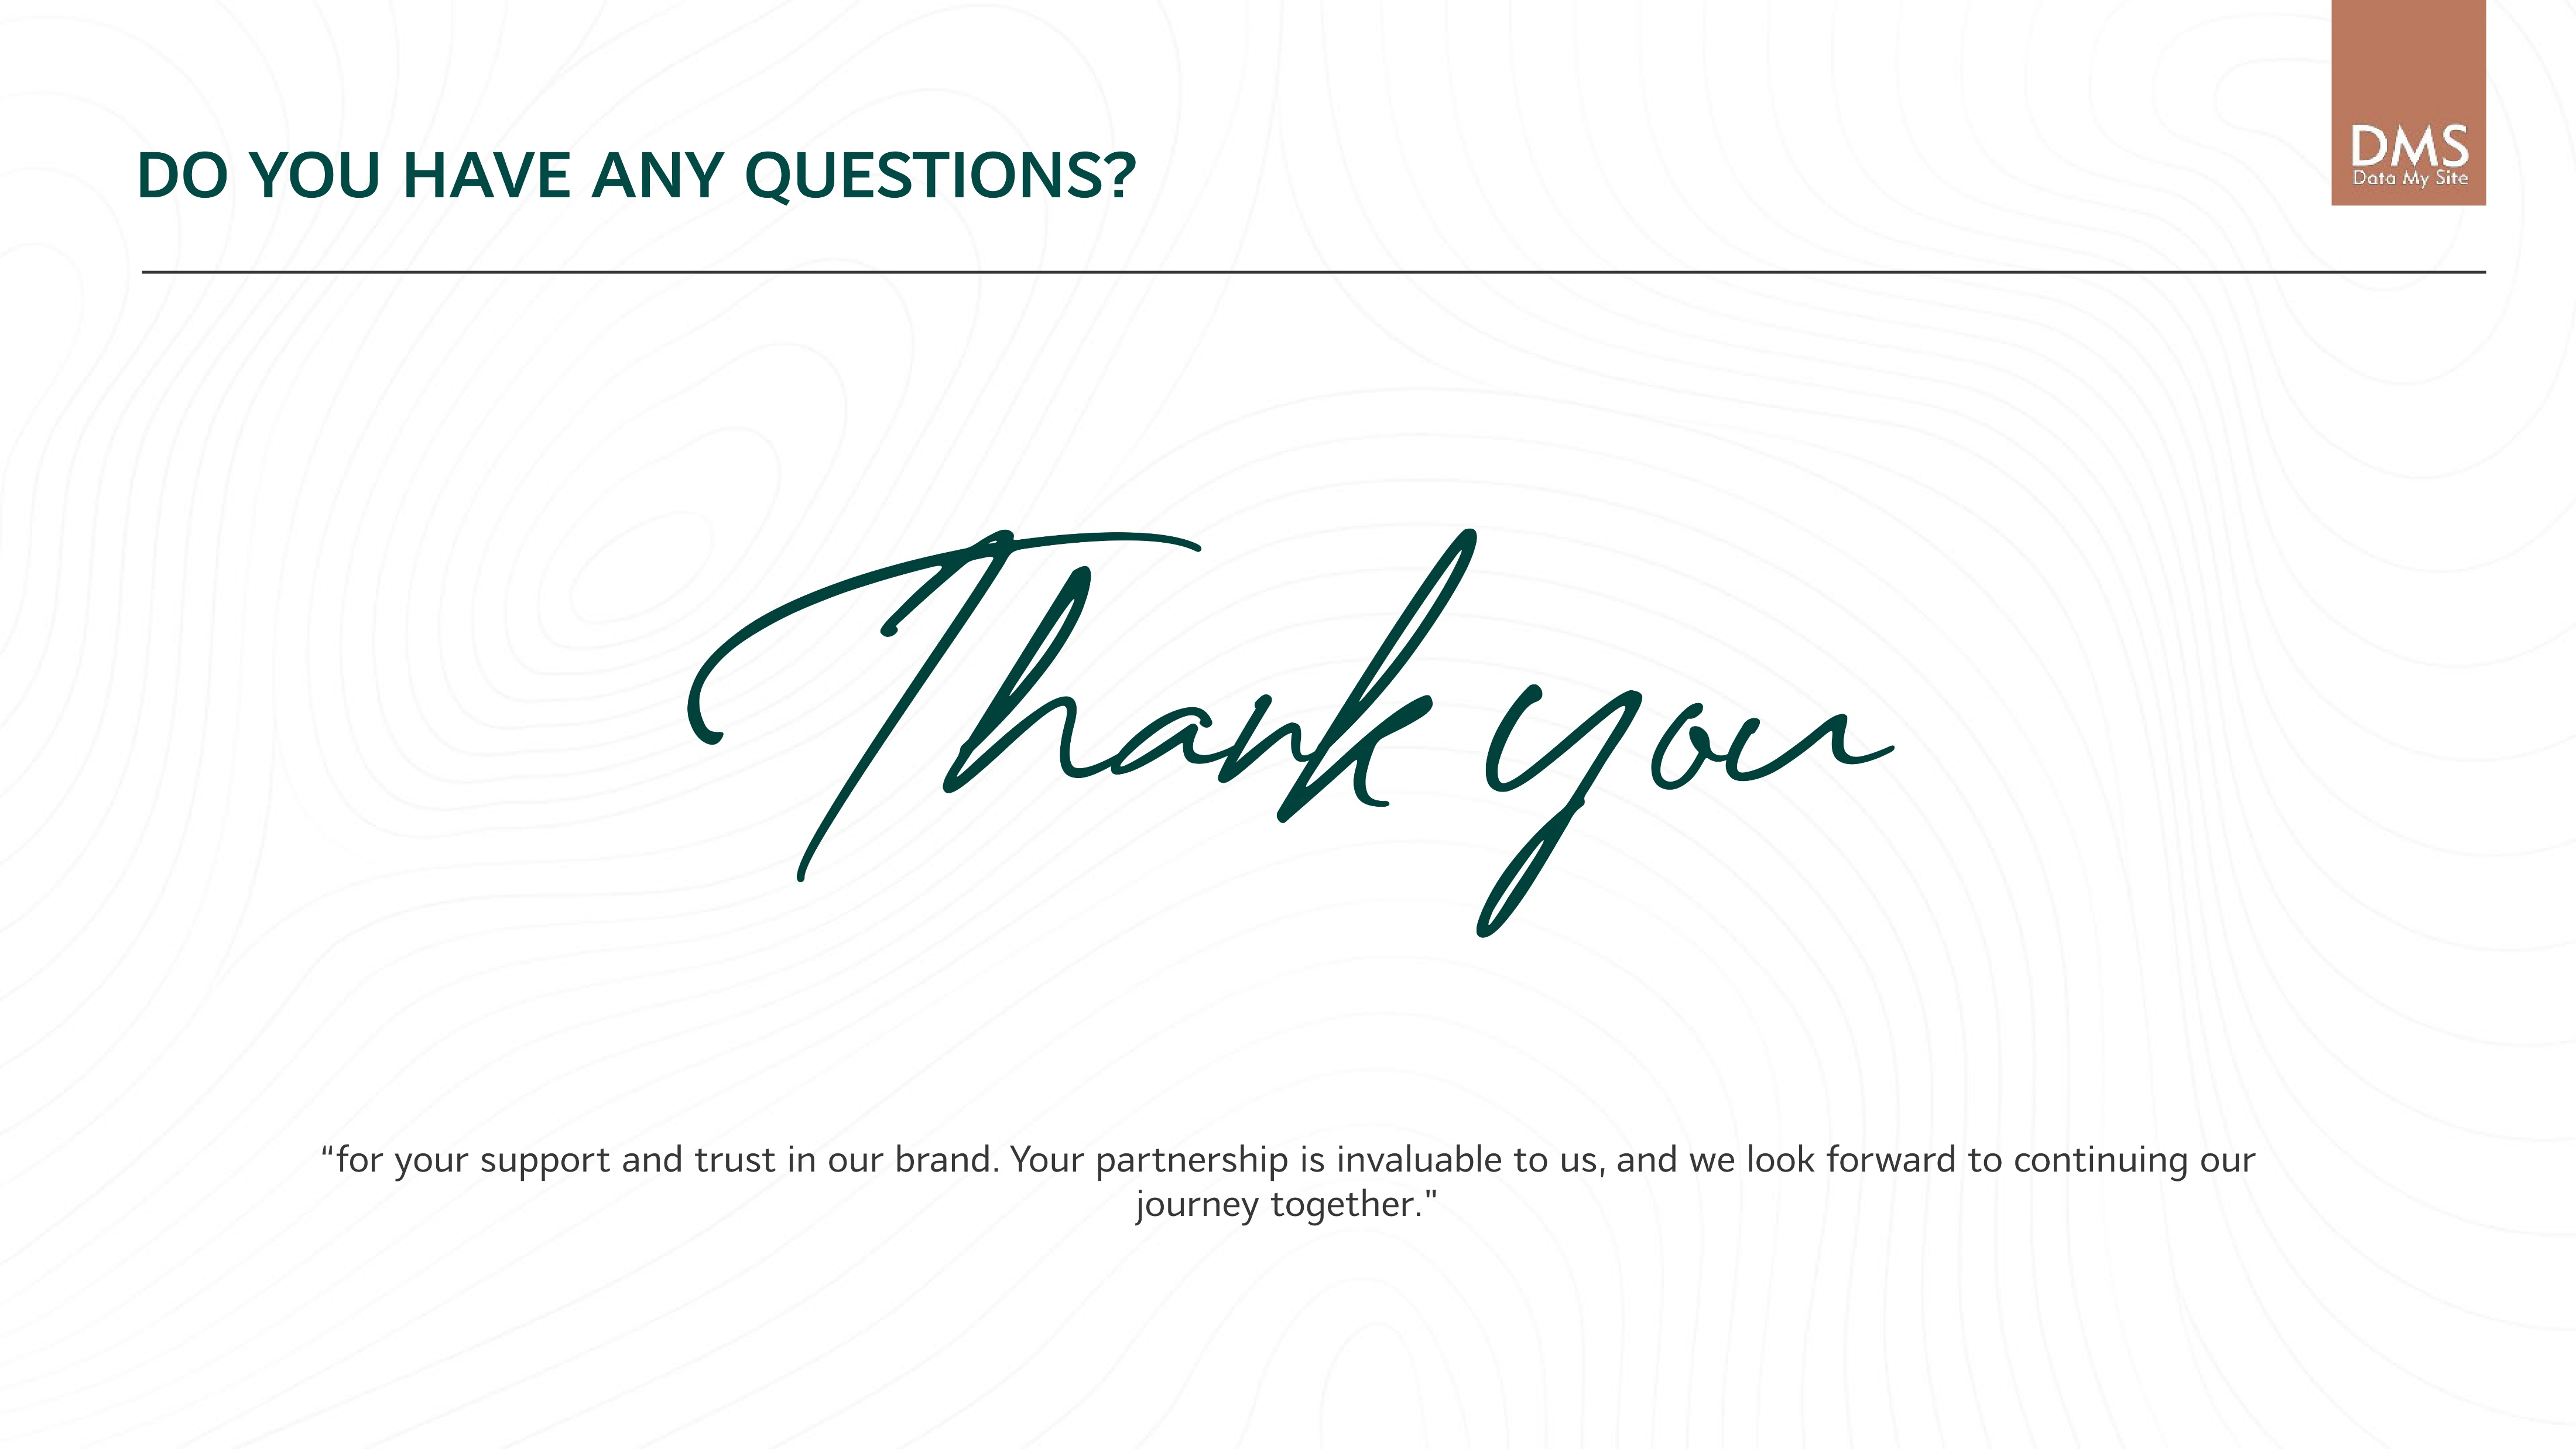 DMS
Data My Site
DO YOU HAVE ANY QUESTIONS?
Thank you
“for your support and trust in our brand. Your partnership is invaluable to us, and we look forward to continuing our
journey together."